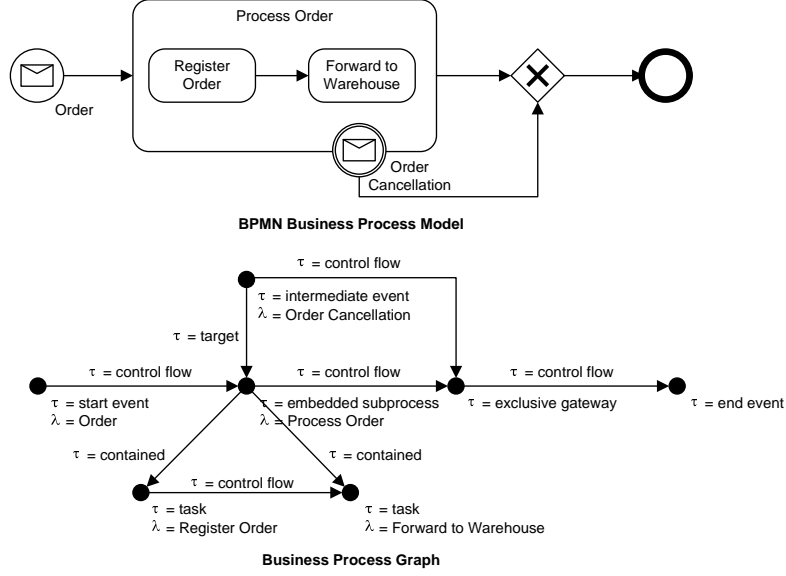 Process Order
Register
Order
Forward to
Warehouse
Order
Order
Cancellation
BPMN Business Process Model
τ = control flow
τ = intermediate event
λ = Order Cancellation
τ = target
τ = control flow
τ = control flow
τ = control flow
τ = start event
λ = Order
τ = embedded subprocess
λ = Process Order
τ = exclusive gateway
τ = end event
τ = contained
τ = contained
τ = control flow
τ = task
λ = Register Order
τ = task
λ = Forward to Warehouse
Business Process Graph